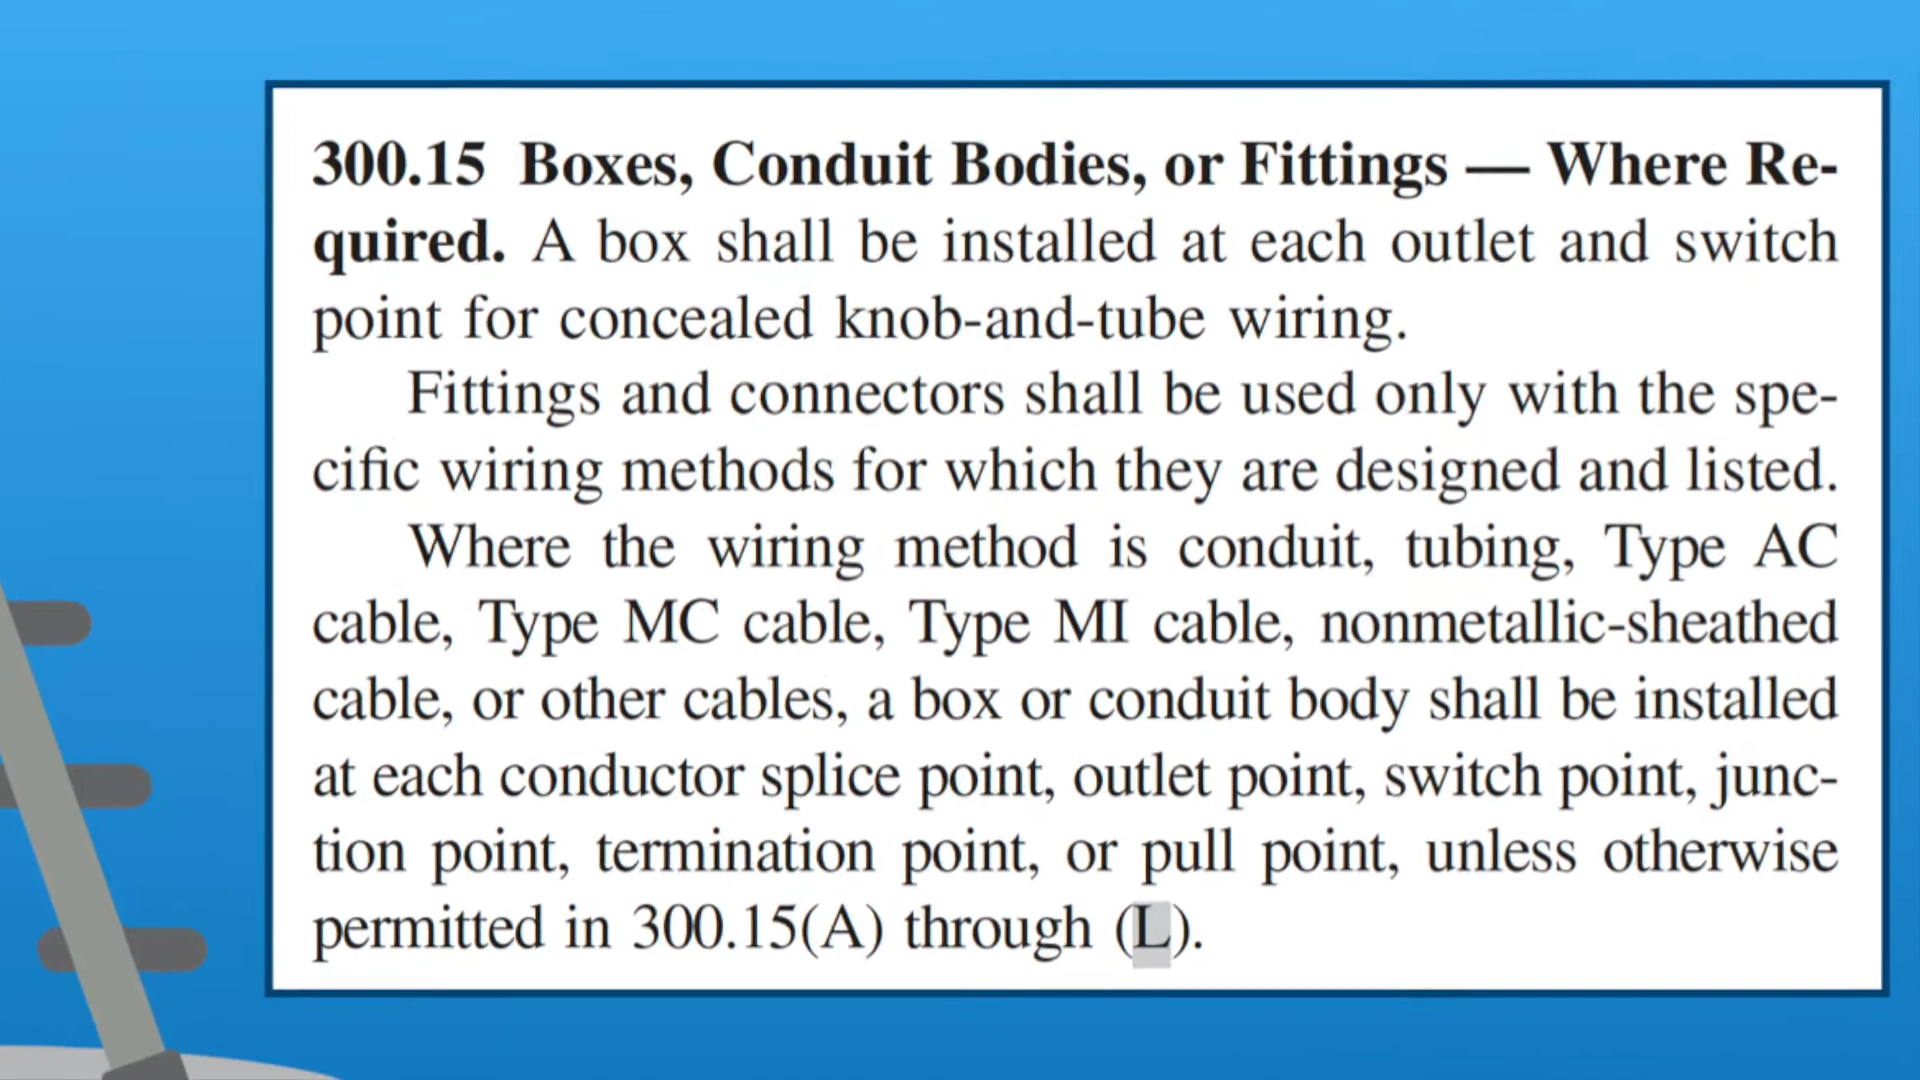 300.15 Boxes, Conduit Bodies, or Fittings — Where Re-
quired. A box shall be installed at each outlet and switch
point for concealed knob-and-tube wiring.
Fittings and connectors shall be used only with the spe-
cific wiring methods for which they are designed and listed.
Where the wiring method is conduit, tubing, Type AC
cable, Type MC cable, Type MI cable, nonmetallic-sheathed
cable, or other cables, a box or conduit body shall be installed
at each conductor splice point, outlet point, switch point, junc-
tion point, termination point, or pull point, unless otherwise
permitted in 300.15(A) through (L).